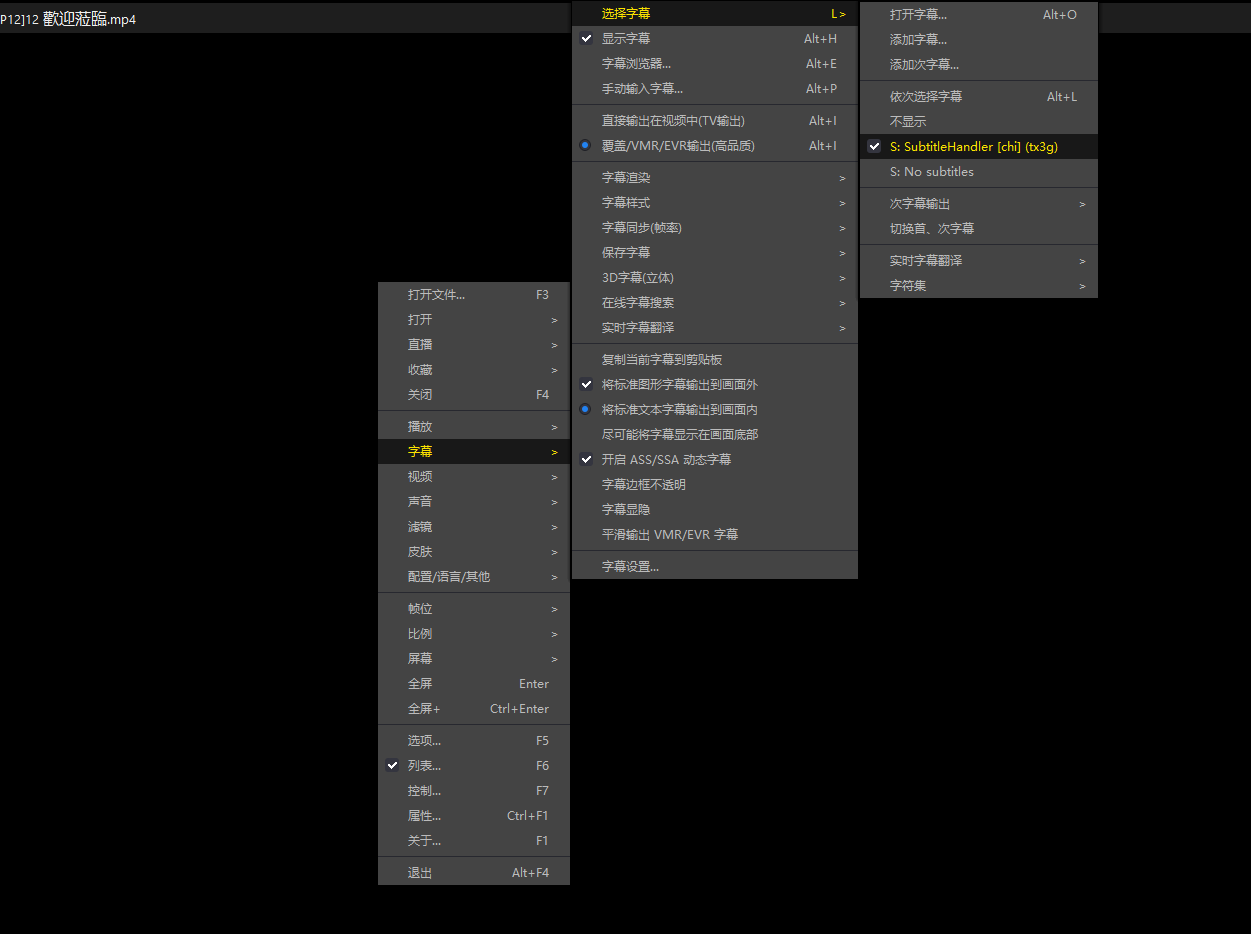 P12]12 歡迎蒞臨.mp4
选择字幕 L >
显示字幕 Alt+H
字幕浏览器... Alt+E
手动输入字幕... Alt+P
直接输出在视频中(TV输出) Alt+I
覆盖/VMR/EVR输出(高品质) Alt+I
字幕渲染 >
字幕样式 >
字幕同步(帧率) >
保存字幕 >
3D字幕(立体) >
在线字幕搜索 >
实时字幕翻译 >
复制当前字幕到剪贴板
将标准图形字幕输出到画面外
将标准文本字幕输出到画面内
尽可能将字幕显示在画面底部
开启 ASS/SSA 动态字幕
字幕边框不透明
字幕显隐
平滑输出 VMR/EVR 字幕
字幕设置...
打开字幕... Alt+O
添加字幕...
添加次字幕...
依次选择字幕 Alt+L
不显示
S: SubtitleHandler [chi] (tx3g)
S: No subtitles
次字幕输出 >
切换首、次字幕
实时字幕翻译 >
字符集 >
打开文件... F3
打开 >
直播 >
收藏 >
关闭 F4
播放 >
字幕 >
视频 >
声音 >
滤镜 >
皮肤 >
配置/语言/其他 >
帧位 >
比例 >
屏幕 >
全屏 Enter
全屏+ Ctrl+Enter
选项... F5
列表... F6
控制... F7
属性... Ctrl+F1
关于... F1
退出 Alt+F4